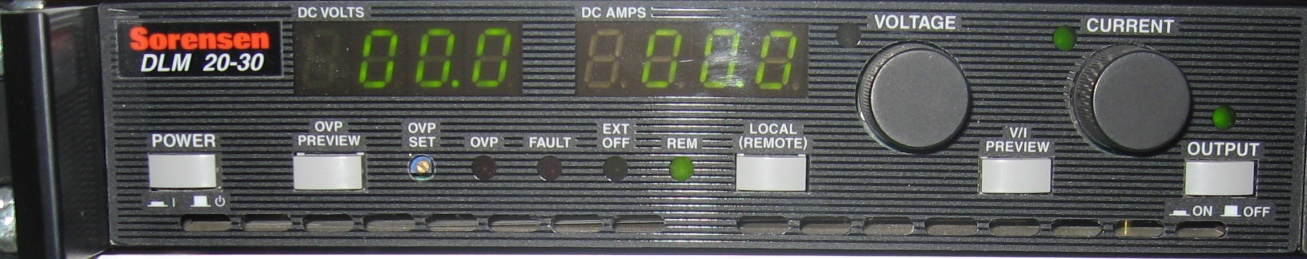 DC VOLTS
DC AMPS
VOLTAGE
CURRENT
Sorensen
DLM 20-30
00.0
0.00
POWER
OVP
PREVIEW
OVP
SET
OVP
FAULT
EXT
OFF
REM
LOCAL
(REMOTE)
V/I
PREVIEW
OUTPUT
I
ON
OFF